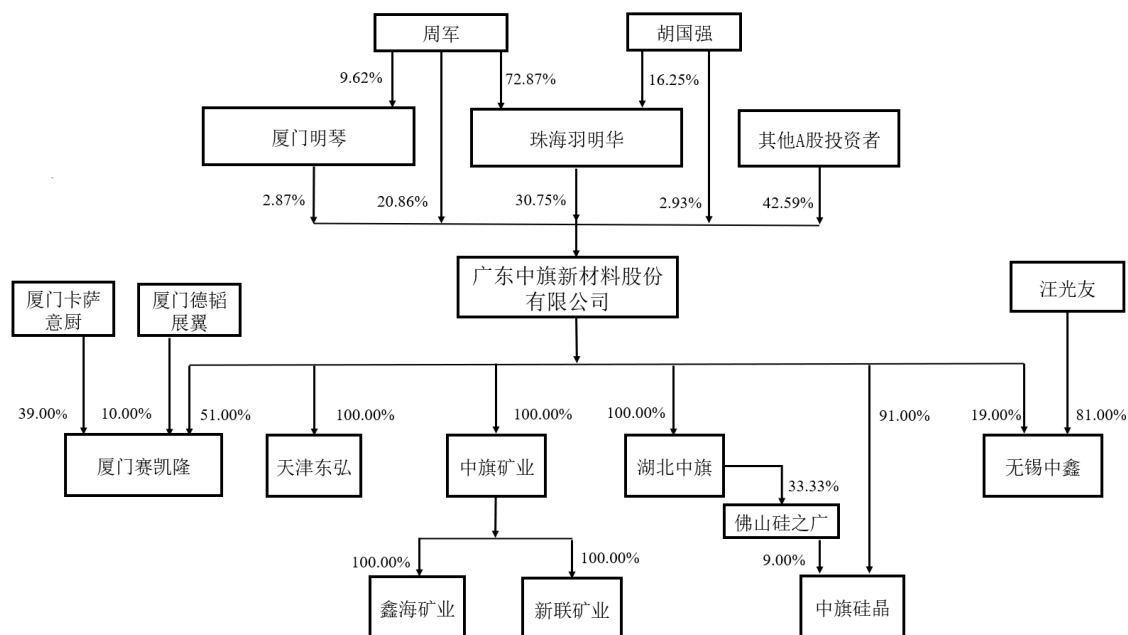 周军
胡国强
9.62%
72.87%
16.25%
厦门明琴
珠海羽明华
其他A股投资者
2.87%
20.86%
30.75%
2.93%
42.59%
广东中旗新材料股份
有限公司
厦门卡萨
意厨
厦门德韬
展翼
汪光友
39.00%
10.00%
51.00%
100.00%
100.00%
100.00%
91.00%
19.00%
81.00%
厦门赛凯隆
天津东弘
中旗矿业
湖北中旗
无锡中鑫
33.33%
佛山硅之广
100.00%
100.00%
9.00%
鑫海矿业
新联矿业
中旗硅晶